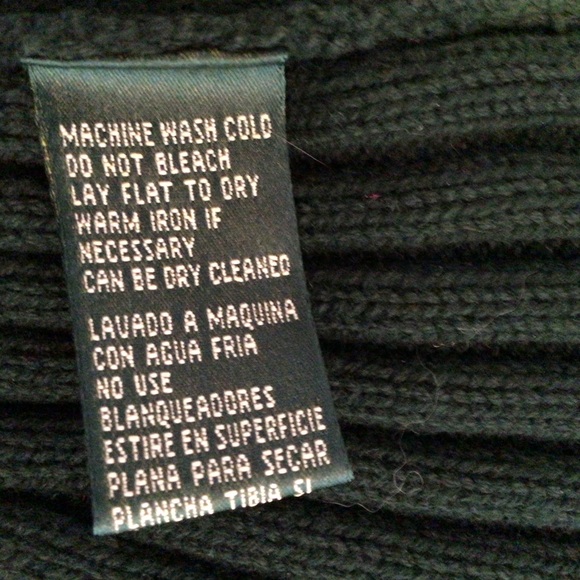 MACHINE WASH COLD
DO NOT BLEACH
LAY FLAT TO DRY
WARM IRON IF
NECESSARY
CAN BE DRY CLEANED
LAVADO A MAQUINA
CON AGUA FRIA
NO USE
BLANQUEADORES
ESTIRE EN SUPERFICIE
PLANA PARA SECAR
PLANCHA TIBIA SI